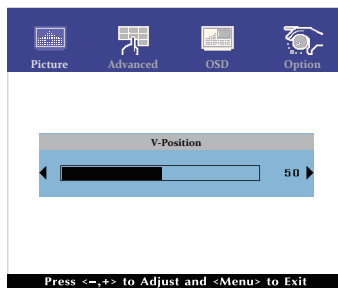 Picture Advanced OSD Option
V-Position
50
Press <−,+> to Adjust and <Menu> to Exit